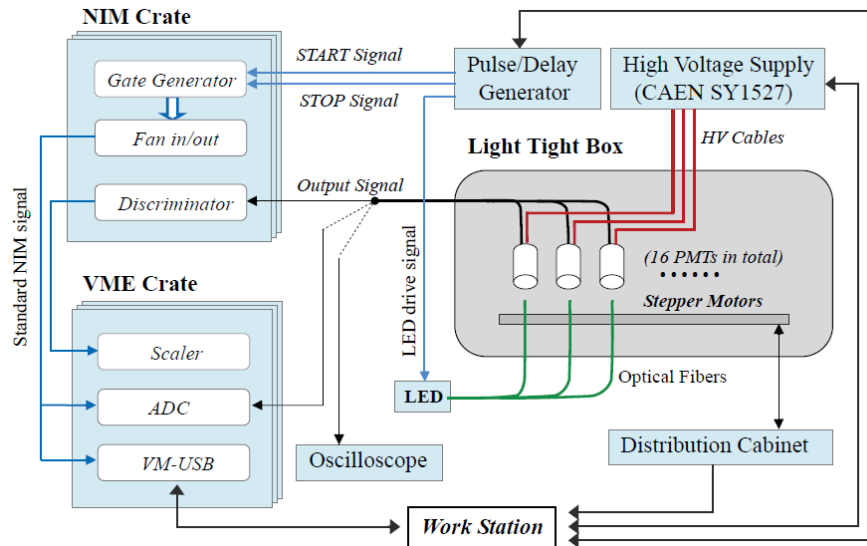 NIM Crate
START Signal
Gate Generator
STOP Signal
Fan in/out
Discriminator
Output Signal
Standard NIM signal
Pulse/Delay
Generator
High Voltage Supply
(CAEN SY1527)
HV Cables
Light Tight Box
(16 PMTs in total)
••••••
Stepper Motors
LED drive signal
VME Crate
Scaler
ADC
VM-USB
LED
Optical Fibers
Oscilloscope
Distribution Cabinet
Work Station